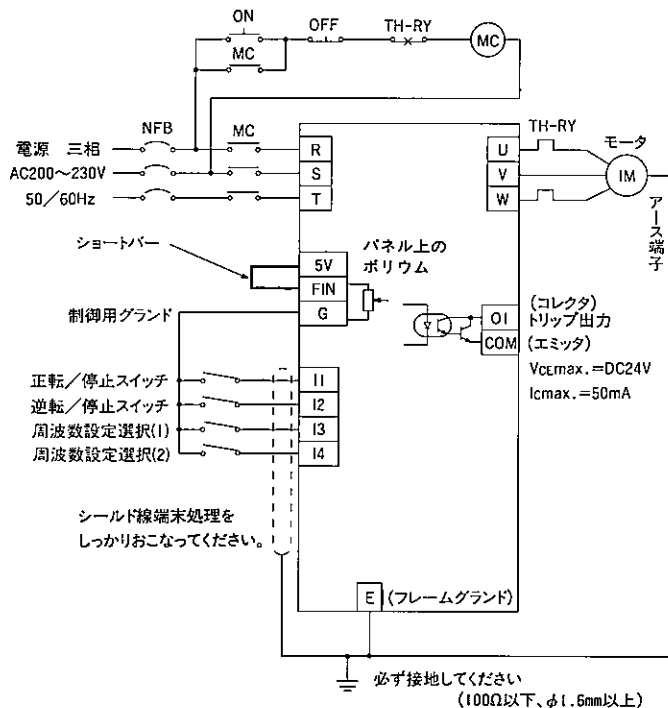 ON
OFF
TH-RY
MC
MC
NFB
MC
TH-RY
電源 三相
R
U
モータ
AC200～230V
S
V
IM
50/60Hz
T
W
アース端子
ショートバー
パネル上の
ボリウム
5V
FIN
制御用グランド
G
OI
(コレクタ)
トリップ出力
COM
(エミッタ)
VCEmax.=DC24V
Icmax.=50mA
正転/停止スイッチ
I1
逆転/停止スイッチ
I2
周波数設定選択(1)
I3
周波数設定選択(2)
I4
シールド線端末処理を
しっかりおこなってください。
E
(フレームグランド)
必ず接地してください
(100Ω以下、φ1.6mm以上)